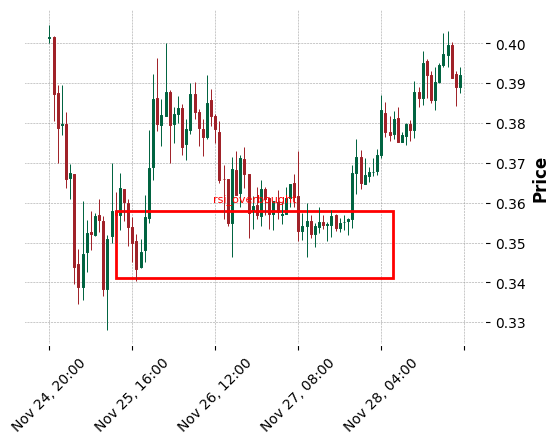 0.40
0.39
0.38
0.37
0.36
rsi_overbought
0.35
0.34
0.33
Price
Nov 24, 20:00
Nov 25, 16:00
Nov 26, 12:00
Nov 27, 08:00
Nov 28, 04:00